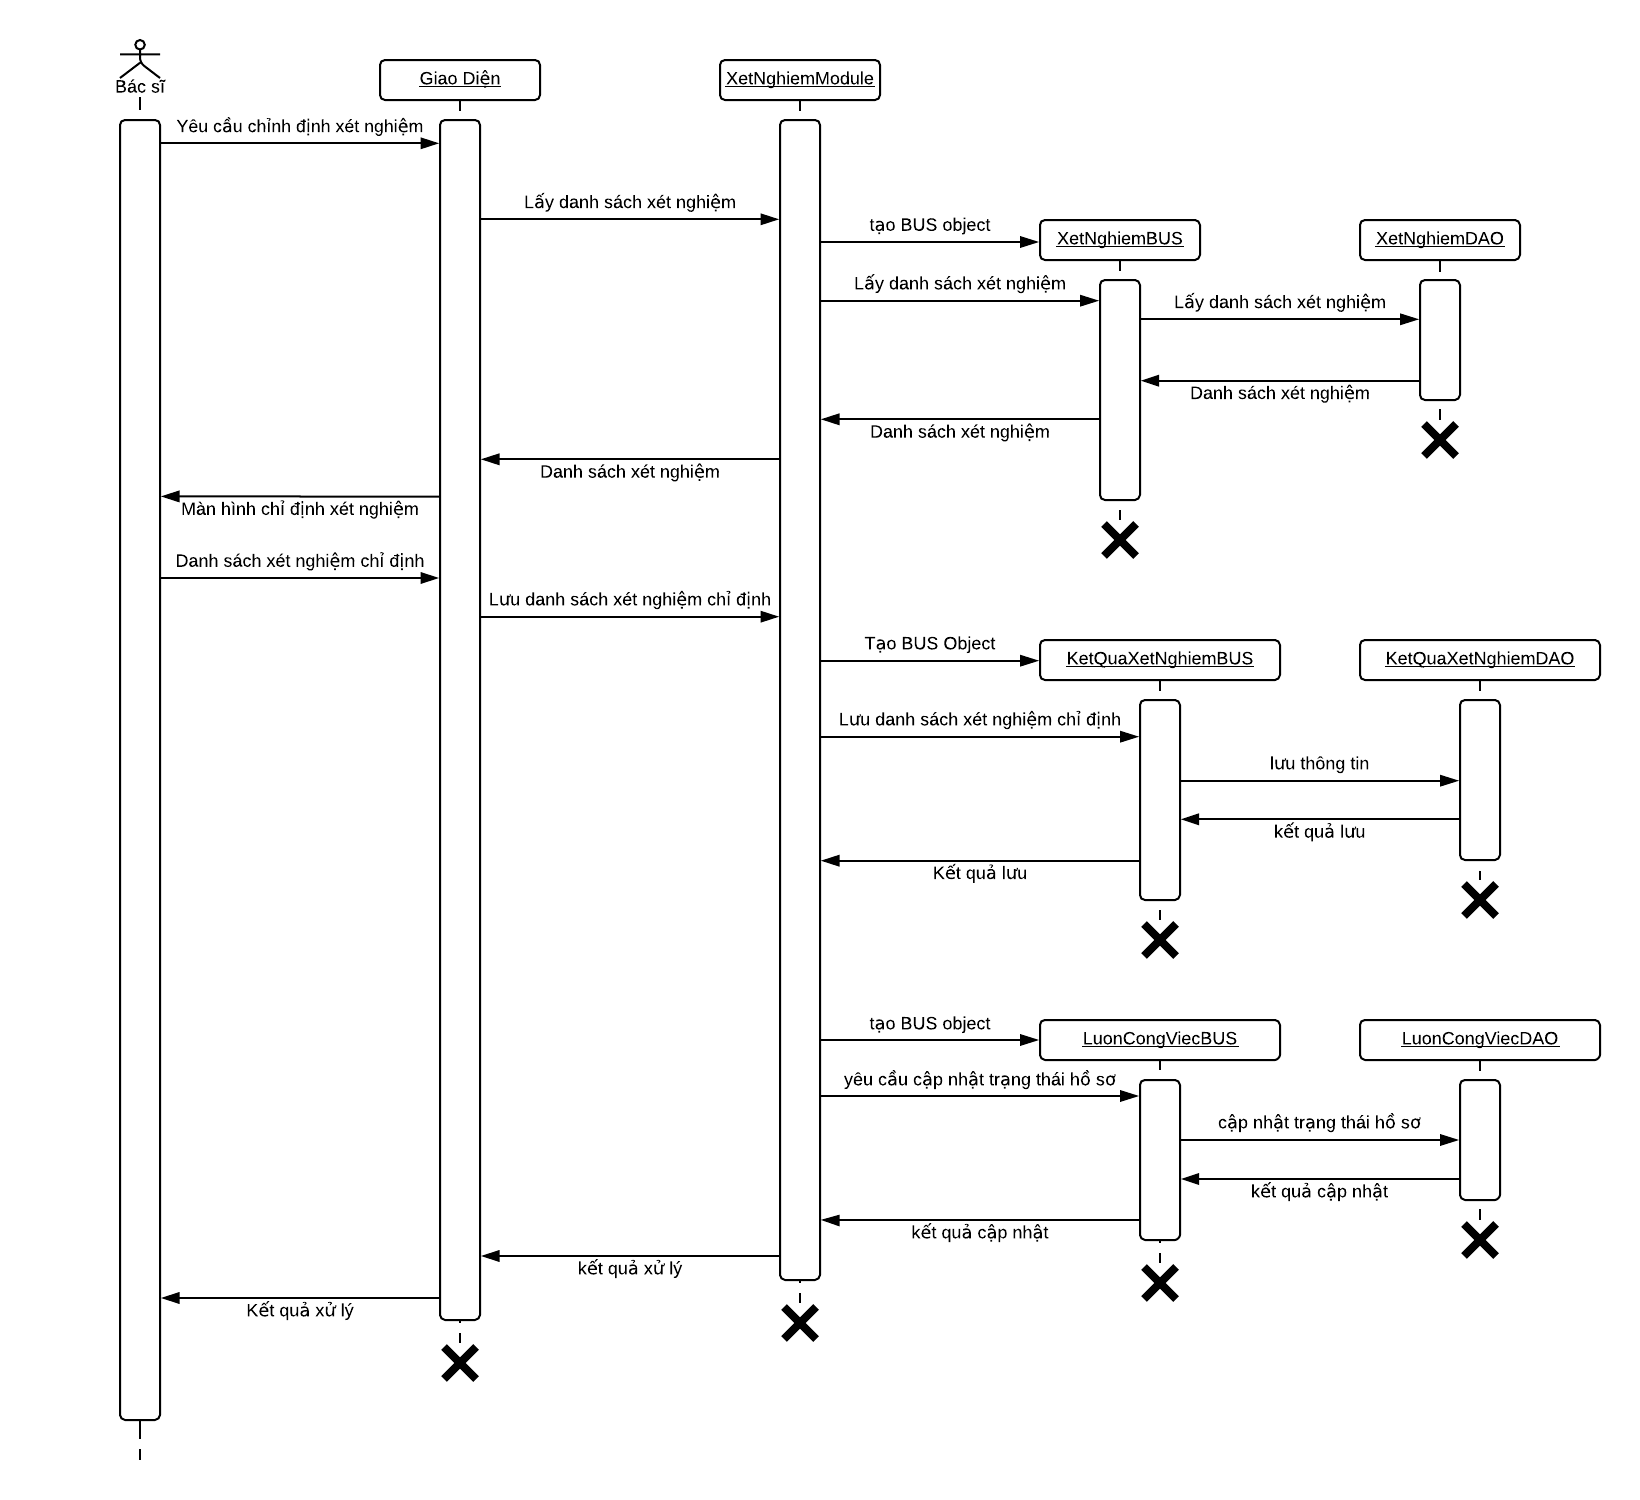 Bác sĩ
Giao Diện
XetNghiemModule
Yêu cầu chỉnh định xét nghiệm
Lấy danh sách xét nghiệm
tạo BUS object
XetNghiemBUS
XetNghiemDAO
Lấy danh sách xét nghiệm
Lấy danh sách xét nghiệm
Danh sách xét nghiệm
Danh sách xét nghiệm
Danh sách xét nghiệm
Màn hình chỉ định xét nghiệm
Danh sách xét nghiệm chỉ định
Lưu danh sách xét nghiệm chỉ định
Tạo BUS Object
KetQuaXetNghiemBUS
KetQuaXetNghiemDAO
Lưu danh sách xét nghiệm chỉ định
lưu thông tin
kết quả lưu
Kết quả lưu
tạo BUS object
LuonCongViecBUS
LuonCongViecDAO
yêu cầu cập nhật trạng thái hồ sơ
cập nhật trạng thái hồ sơ
kết quả cập nhật
kết quả cập nhật
kết quả xử lý
Kết quả xử lý